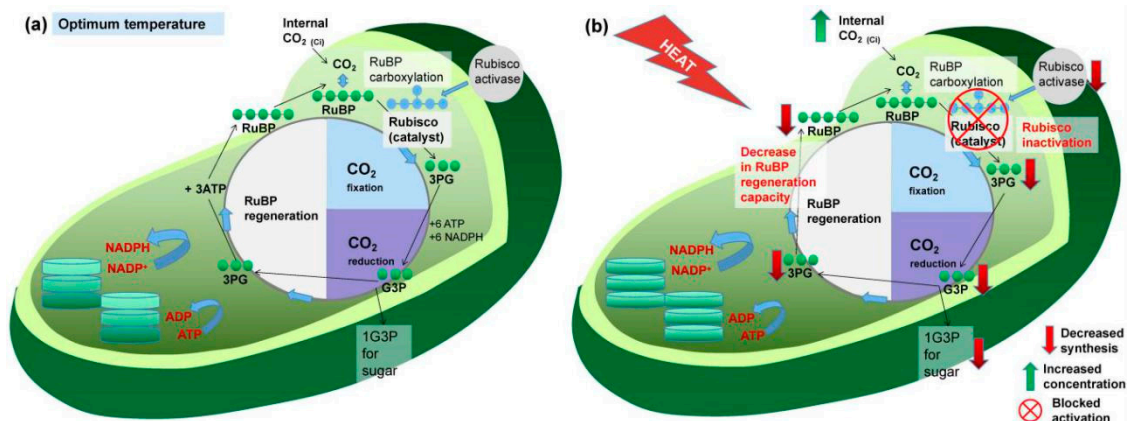 (a) Optimum temperature
Internal
CO₂ (Ci)
CO₂
RuBP
carboxylation
Rubisco
activase
RuBP
RuBP
Rubisco
(catalyst)
3PG
+ 3ATP
CO₂
fixation
RuBP
regeneration
+6 ATP
+6 NADPH
CO₂
reduction
NADPH
NADP⁺
3PG
G3P
ADP
ATP
1G3P
for
sugar
(b)
HEAT
Internal
CO₂ (Ci)
CO₂
RuBP
carboxylation
Rubisco
activase
RuBP
RuBP
Rubisco
(catalyst)
Rubisco
inactivation
Decrease
in RuBP
regeneration
capacity
3PG
CO₂
fixation
RuBP
regeneration
CO₂
reduction
NADPH
NADP⁺
3PG
G3P
ADP
ATP
1G3P
for
sugar
Decreased
synthesis
Increased
concentration
Blocked
activation